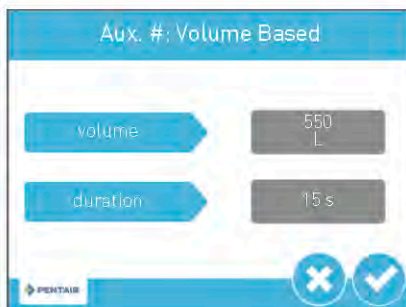 Aux. #: Volume Based
volume
550
L
duration
15 s
PENTAIR